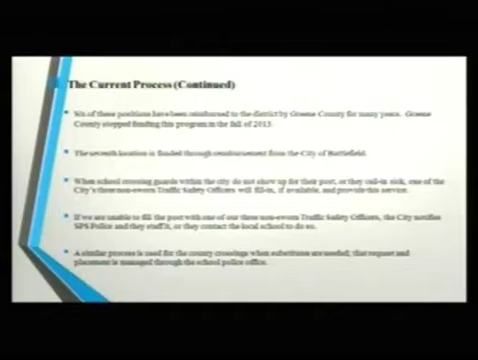 The Current Process (Continued)
of these positions have been reimbursed to the district by Greene County for many years. Greene
County stopped funding this program in the fall of 2013.
The seventh location is funded through reimbursement from the City of Battlefield.
When school crossing guards within the city do not show up for their post, or they call-in sick, one of the
City's three non-sworn Traffic Safety Officers will fill-in, if available, and provide this service.
If we are unable to fill the post with one of our three non-sworn Traffic Safety Officers, the City notifies
SPS Police and they staff it, or they contact the local school to do so.
A similar process is used for the county crossings when substitutes are needed; that request and
placement is managed through the school police office.